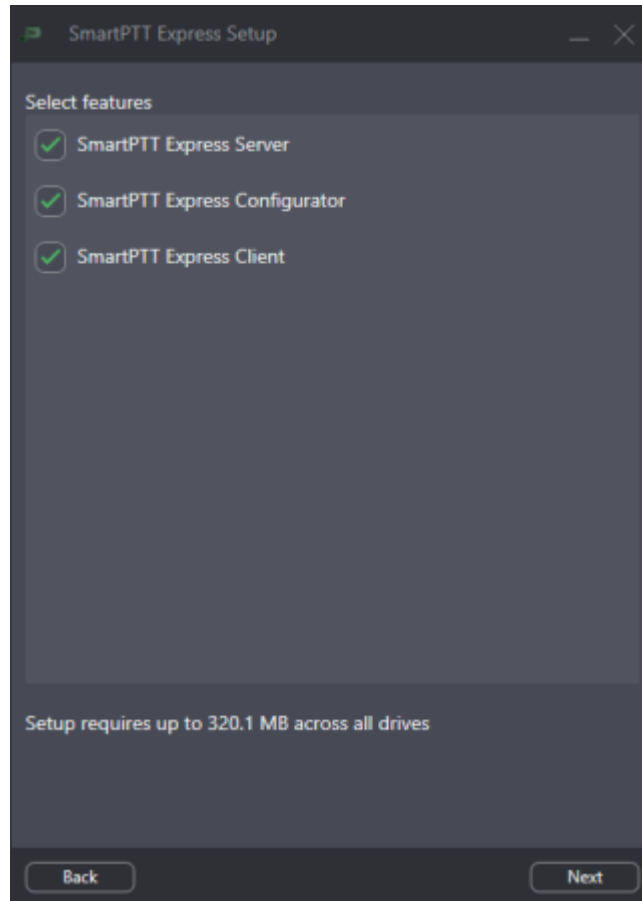 SmartPTT Express Setup
Select features
SmartPTT Express Server
SmartPTT Express Configurator
SmartPTT Express Client
Setup requires up to 320.1 MB across all drives
Back
Next